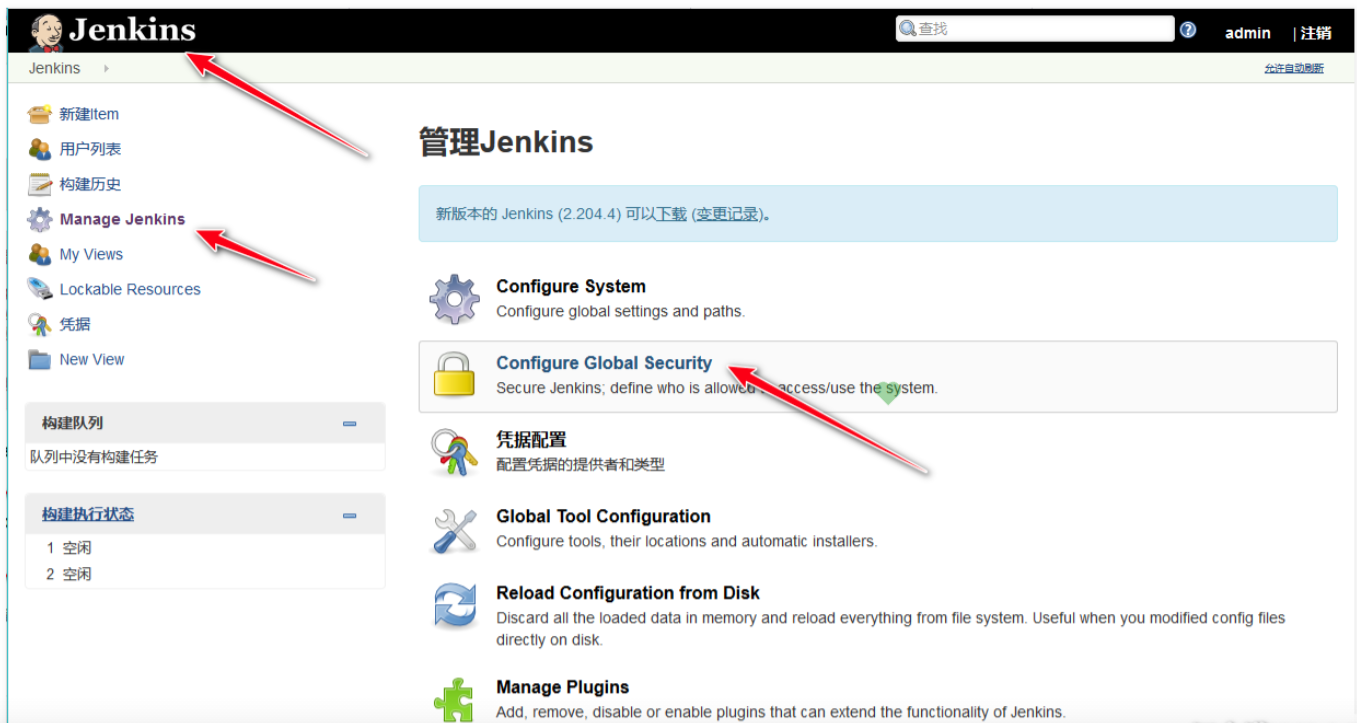 Jenkins
查找
admin | 注销
Jenkins
允许自动刷新
新建Item
用户列表
构建历史
Manage Jenkins
My Views
Lockable Resources
凭据
New View
构建队列
队列中没有构建任务
构建执行状态
1 空闲
2 空闲
管理Jenkins
新版本的 Jenkins (2.204.4) 可以下载 (变更记录)。
Configure System
Configure global settings and paths.
Configure Global Security
Secure Jenkins; define who is allowed access/use the system.
凭据配置
配置凭据的提供者和类型
Global Tool Configuration
Configure tools, their locations and automatic installers.
Reload Configuration from Disk
Discard all the loaded data in memory and reload everything from file system. Useful when you modified config files
directly on disk.
Manage Plugins
Add, remove, disable or enable plugins that can extend the functionality of Jenkins.